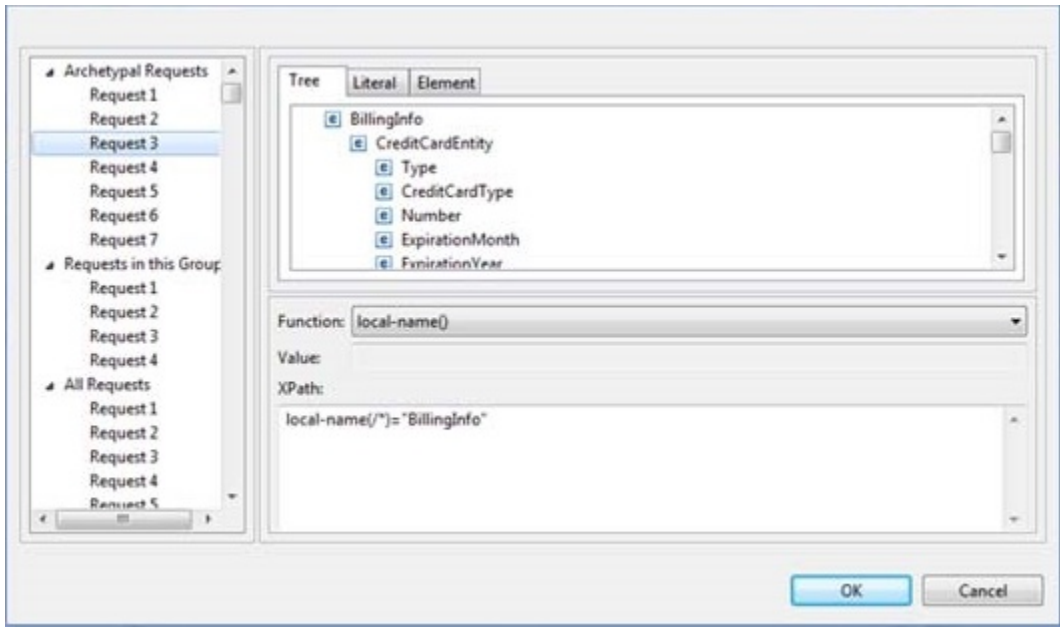 Archetypal Requests
Request 1
Request 2
Request 3
Request 4
Request 5
Request 6
Request 7
Requests in this Group
Request 1
Request 2
Request 3
Request 4
All Requests
Request 1
Request 2
Request 3
Request 4
Request 5
Tree Literal Element
BillingInfo
CreditCardEntity
Type
CreditCardType
Number
ExpirationMonth
ExpirationYear
Function: local-name()
Value:
XPath:
local-name(/*)="BillingInfo"
OK Cancel